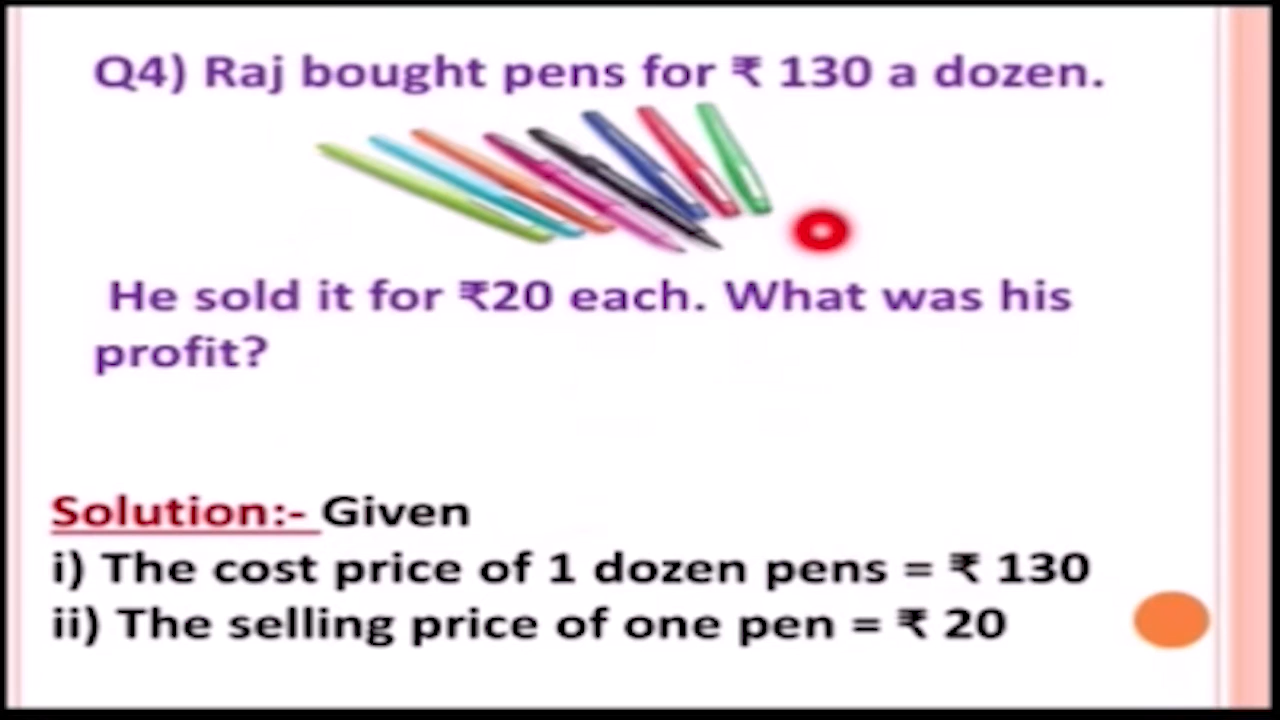 Q4) Raj bought pens for ₹ 130 a dozen.
He sold it for ₹20 each. What was his
profit?
Solution:- Given
i) The cost price of 1 dozen pens = ₹ 130
ii) The selling price of one pen = ₹ 20